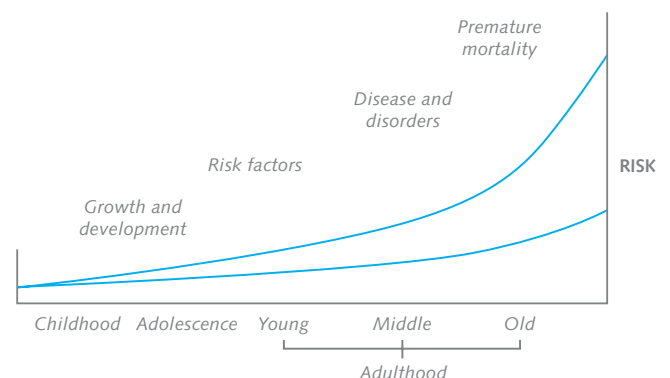 Premature
mortality
Disease and
disorders
Risk factors
RISK
Growth and
development
Childhood Adolescence Young Middle Old
Adulthood